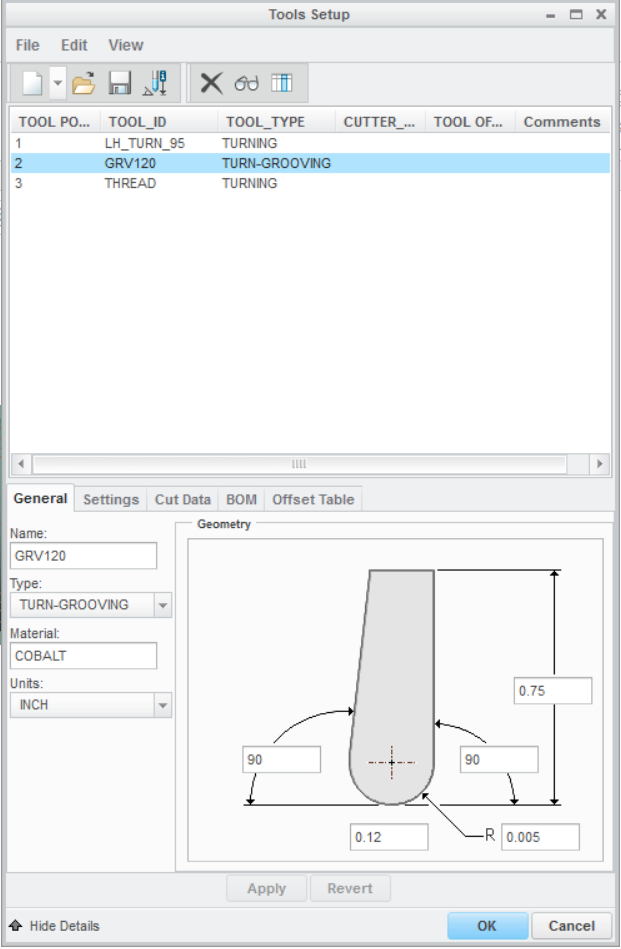 Tools Setup
File Edit View
TOOL PO... TOOL_ID TOOL_TYPE CUTTER_... TOOL OF... Comments
1 LH_TURN_95 TURNING
2 GRV120 TURN-GROOVING
3 THREAD TURNING
General Settings Cut Data BOM Offset Table
Name:
GRV120
Type:
TURN-GROOVING
Material:
COBALT
Units:
INCH
Geometry
0.75
90 90
0.12 R 0.005
Apply Revert
Hide Details OK Cancel